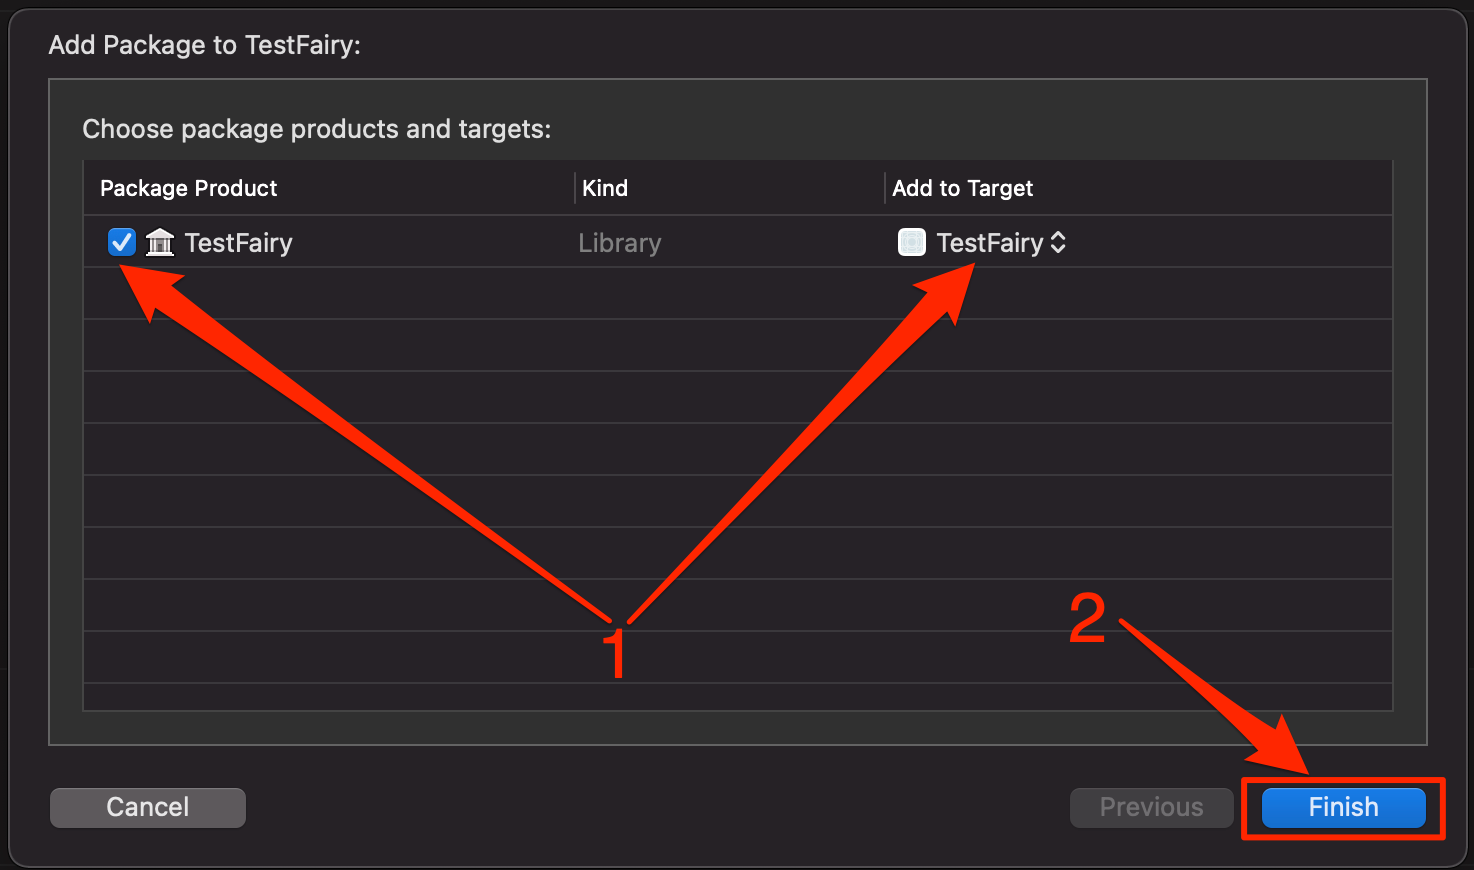 Add Package to TestFairy:
Choose package products and targets:
Package Product Kind Add to Target
TestFairy Library TestFairy
1
2
Cancel Previous Finish